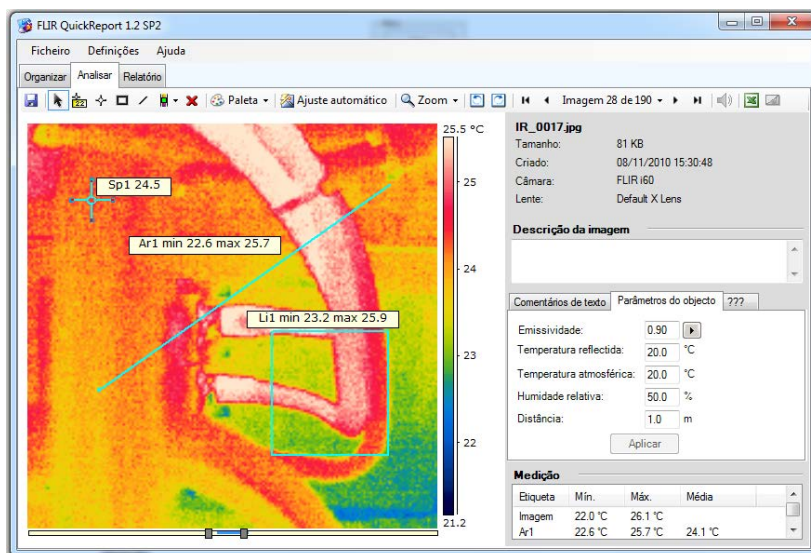 FLIR QuickReport 1.2 SP2
Ficheiro Definições Ajuda
Organizar Analisar Relatório
22 Paleta Ajuste automático Zoom Imagem 28 de 190
25.5 °C
25
24
23
22
21.2
Sp1 24.5
Ar1 min 22.6 max 25.7
Li1 min 23.2 max 25.9
IR_0017.jpg
Tamanho: 81 KB
Criado: 08/11/2010 15:30:48
Câmara: FLIR i60
Lente: Default X Lens
Descrição da imagem
Comentários de texto Parâmetros do objecto ???
Emissividade: 0.90
Temperatura reflectida: 20.0 °C
Temperatura atmosférica: 20.0 °C
Humidade relativa: 50.0 %
Distância: 1.0 m
Aplicar
Medição
Etiqueta Mín. Máx. Média
Imagem 22.0 °C 26.1 °C
Ar1 22.6 °C 25.7 °C 24.1 °C